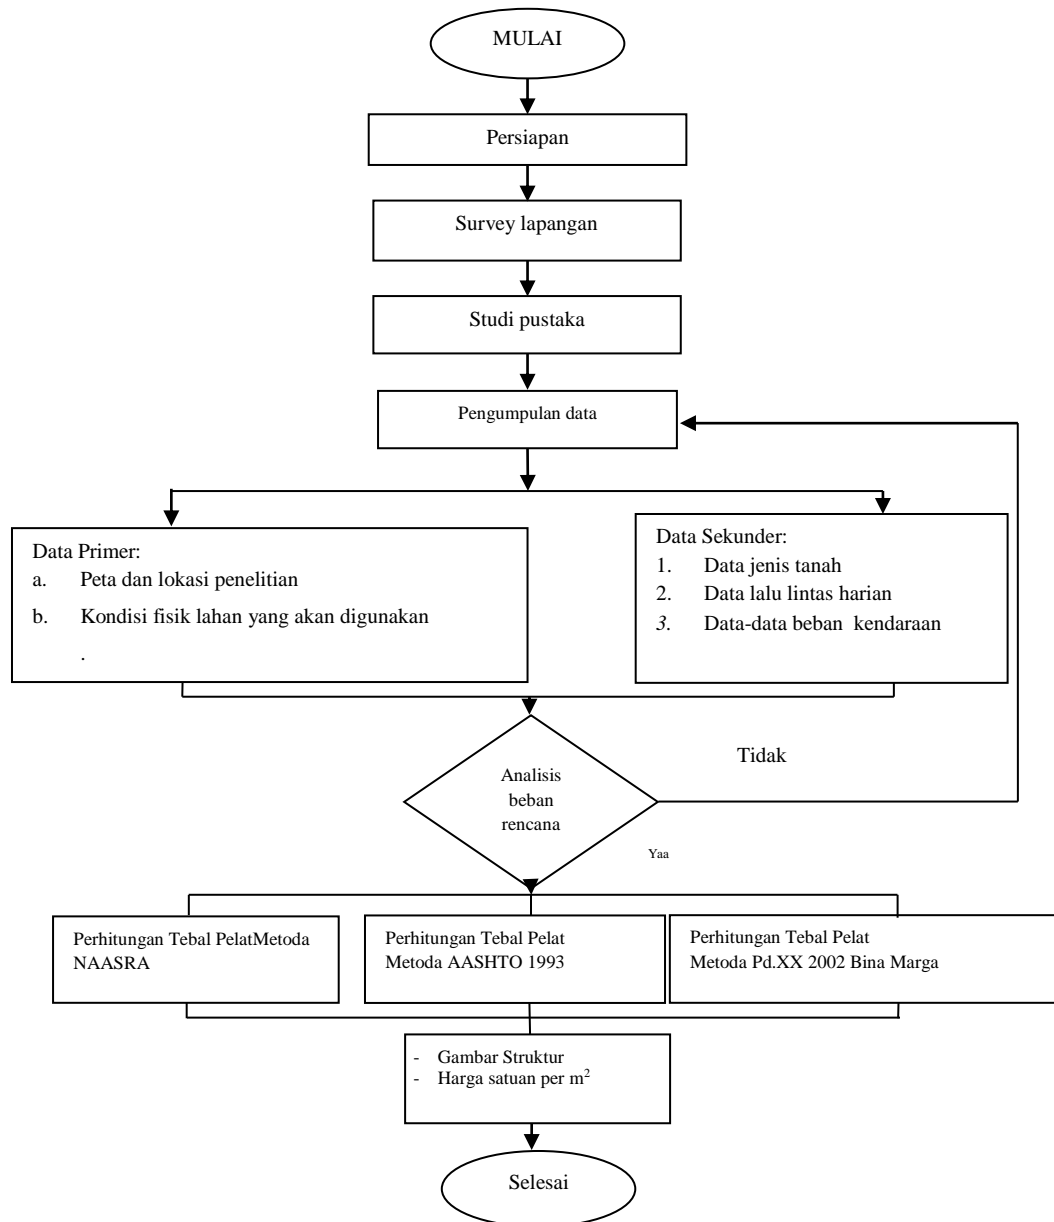 MULAI
Persiapan
Survey lapangan
Studi pustaka
Pengumpulan data
Data Primer:
a. Peta dan lokasi penelitian
b. Kondisi fisik lahan yang akan digunakan
.
Data Sekunder:
1. Data jenis tanah
2. Data lalu lintas harian
3. Data-data beban kendaraan
Tidak
Analisis
beban
rencana
Yaa
Perhitungan Tebal PelatMetoda
NAASRA
Perhitungan Tebal Pelat
Metoda AASHTO 1993
Perhitungan Tebal Pelat
Metoda Pd.XX 2002 Bina Marga
- Gambar Struktur
- Harga satuan per m²
Selesai